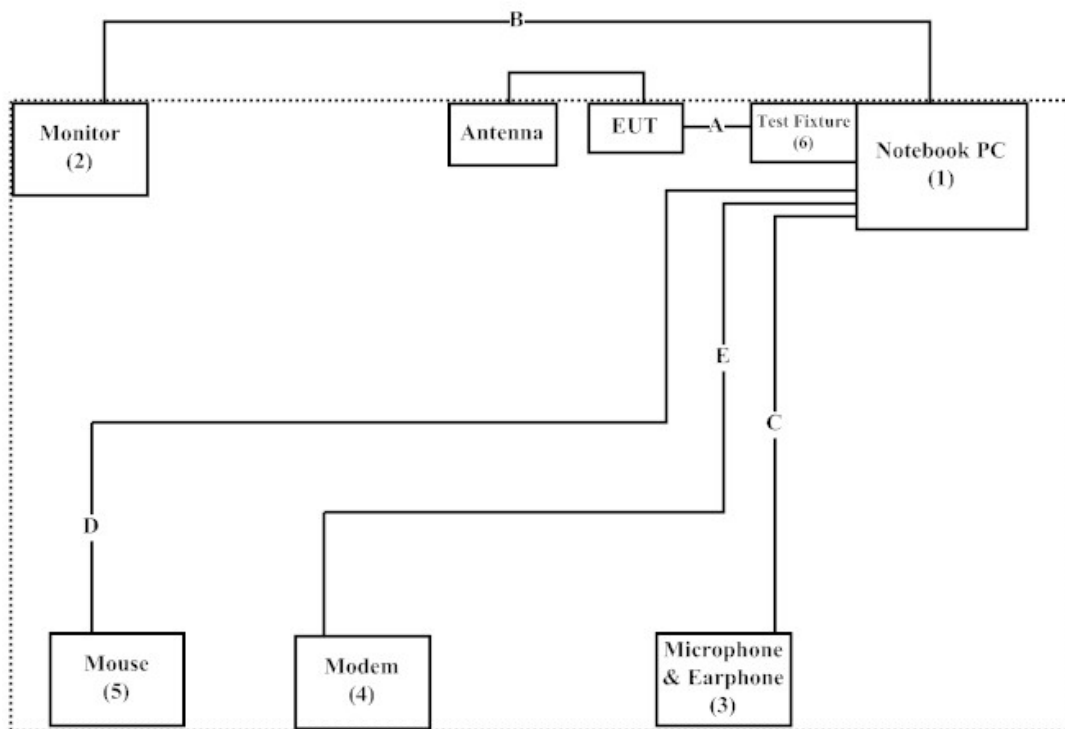 B
Monitor
(2)
Antenna
EUT
A
Test Fixture
(6)
Notebook PC
(1)
E
C
D
Mouse
(5)
Modem
(4)
Microphone
& Earphone
(3)